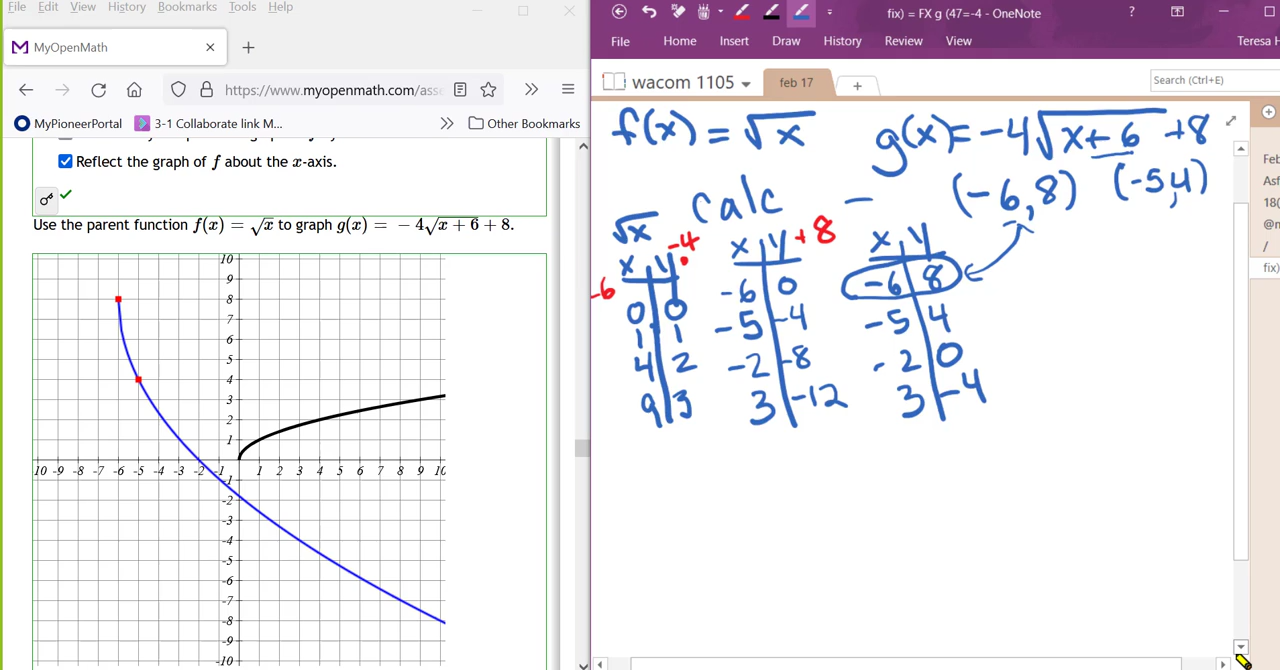 File Edit View History Bookmarks Tools Help
MyOpenMath
https://www.myopenmath.com/asse
MyPioneerPortal 3-1 Collaborate link M... Other Bookmarks
Reflect the graph of f about the x-axis.
Use the parent function f(x) = √x to graph g(x) = − 4√x + 6 + 8.
10
9
8
7
6
5
4
3
2
1
10 -9 -8 -7 -6 -5 -4 -3 -2 -1 1 2 3 4 5 6 7 8 9 10
-1
-2
-3
-4
-5
-6
-7
-8
-9
-10
fix) = FX g (47=-4 - OneNote
File Home Insert Draw History Review View
Teresa H
wacom 1105 feb 17
Search (Ctrl+E)
f(x) = √x g(x)= -4√x+6 +8
calc — (-6,8) (-5,4)
√x -4 +8
x y x y x y
-6
0 0 -6 0 -6 8
1 1 -5 -4 -5 4
4 2 -2 -8 -2 0
9 3 3 -12 3 -4
Feb
Asf
18(
@m
/
fix)